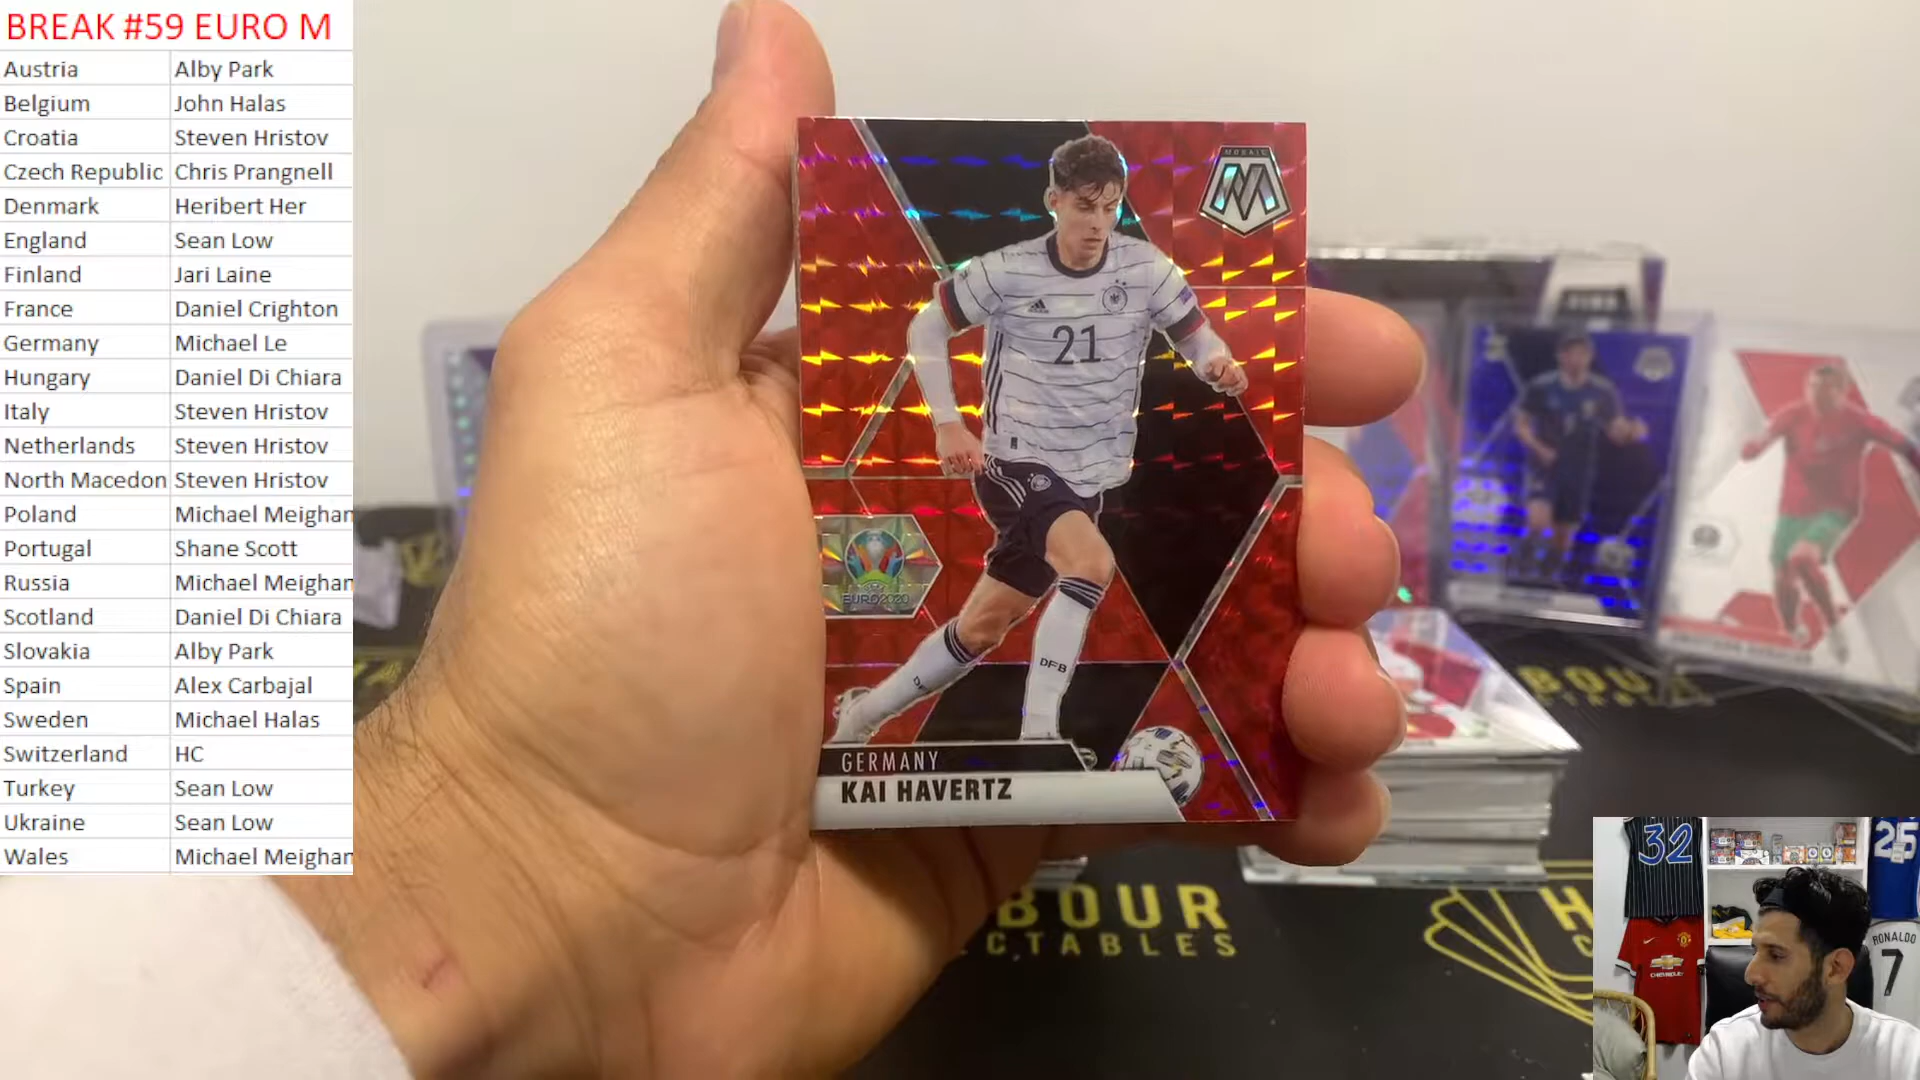 BREAK #59 EURO M
Austria Alby Park
Belgium John Halas
Croatia Steven Hristov
Czech Republic Chris Prangnell
Denmark Heribert Her
England Sean Low
Finland Jari Laine
France Daniel Crighton
Germany Michael Le
Hungary Daniel Di Chiara
Italy Steven Hristov
Netherlands Steven Hristov
North Macedon Steven Hristov
Poland Michael Meighan
Portugal Shane Scott
Russia Michael Meighan
Scotland Daniel Di Chiara
Slovakia Alby Park
Spain Alex Carbajal
Sweden Michael Halas
Switzerland HC
Turkey Sean Low
Ukraine Sean Low
Wales Michael Meighan
MOSAIC
M
21
EURO2020
DFB
GERMANY
KAI HAVERTZ
BOUR
ECTABLES
H
C
32
25
CHEVROLET
RONALDO
7